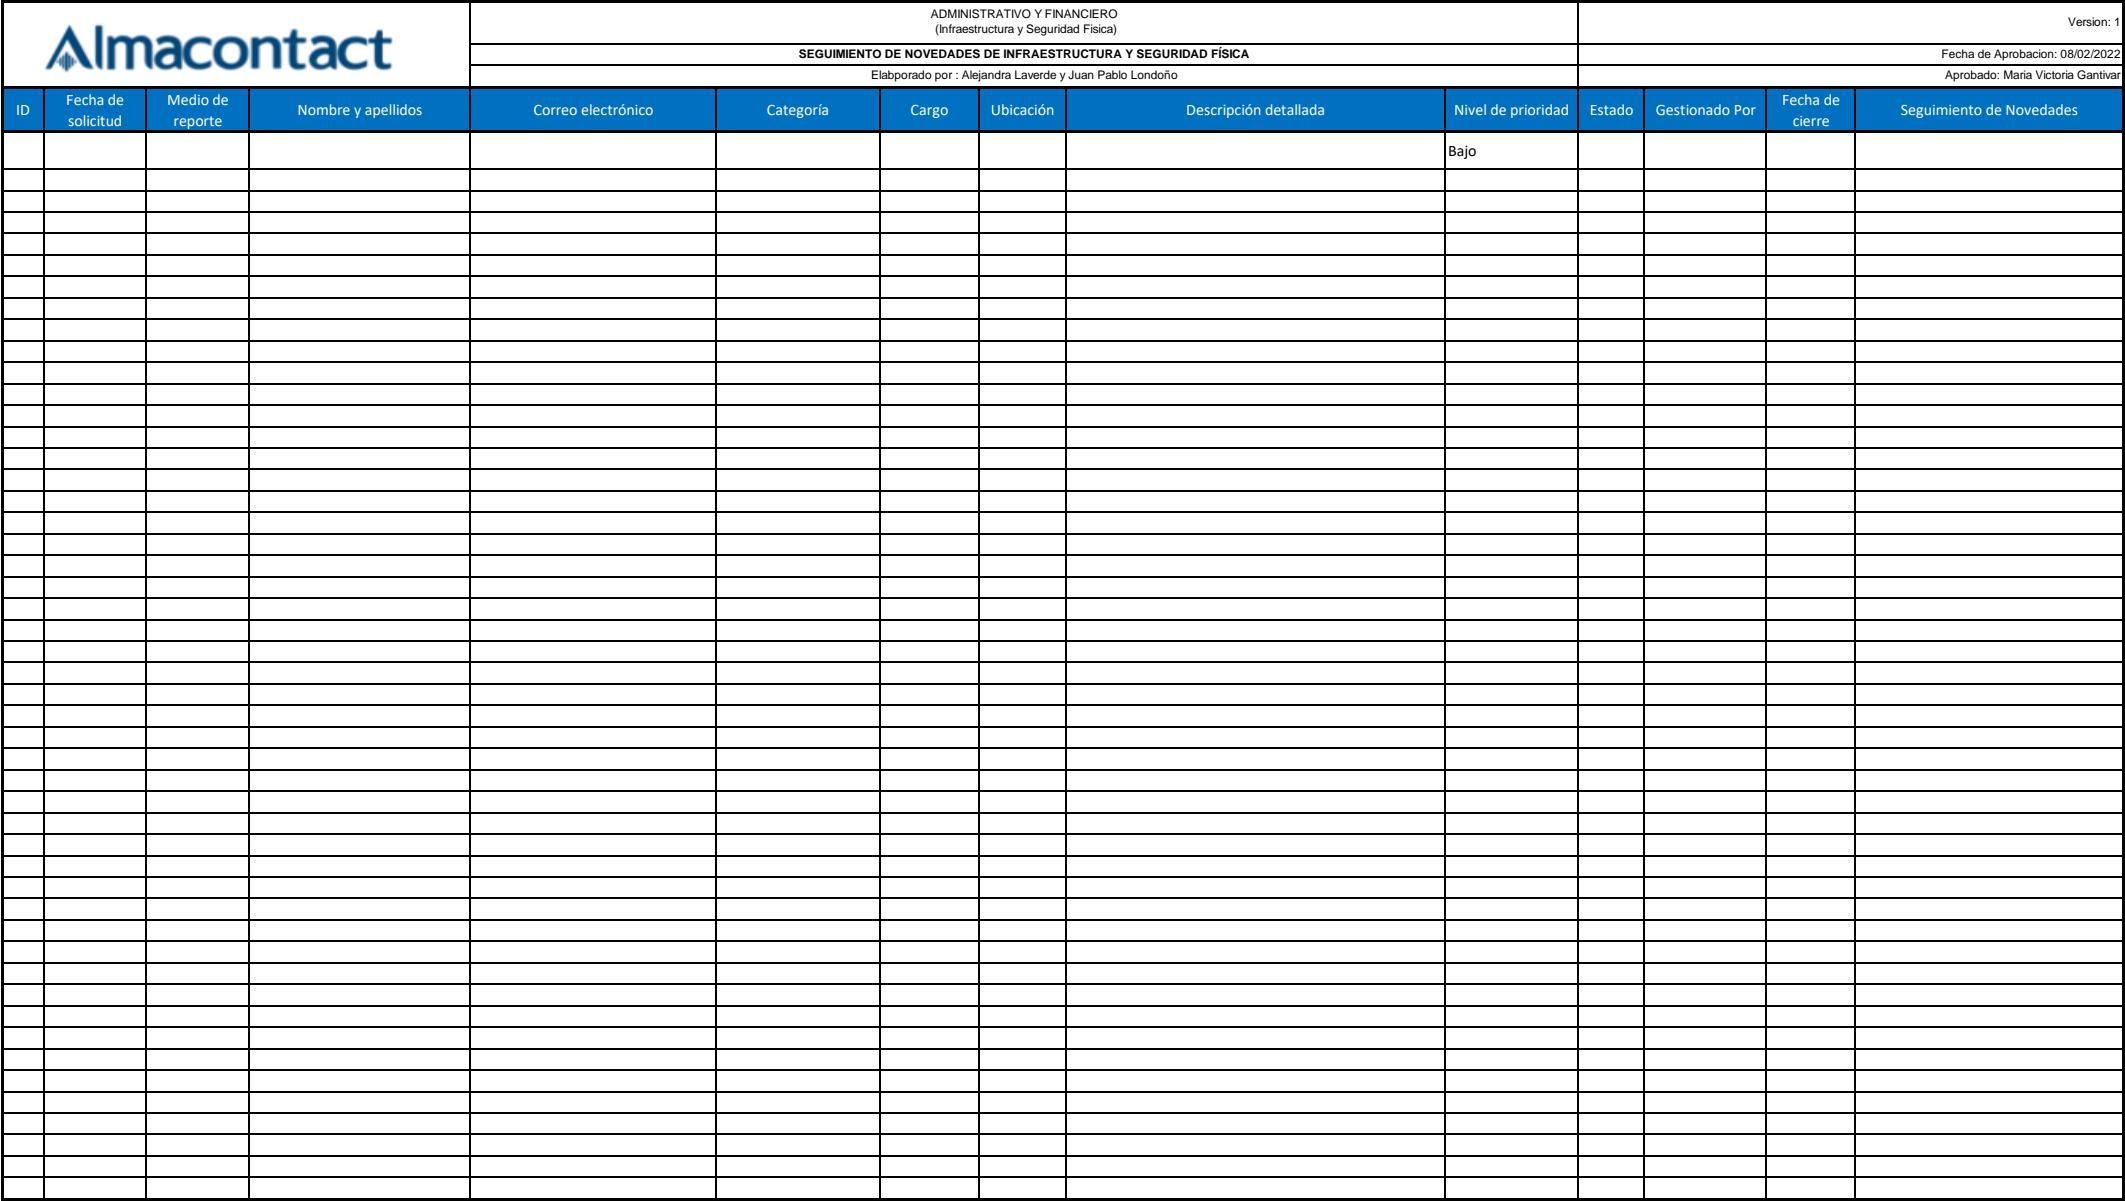 Almacontact
ADMINISTRATIVO Y FINANCIERO
(Infraestructura y Seguridad Fisica)
SEGUIMIENTO DE NOVEDADES DE INFRAESTRUCTURA Y SEGURIDAD FÍSICA
Elaborado por : Alejandra Laverde y Juan Pablo Londoño
Version: 1
Fecha de Aprobacion: 08/02/2022
Aprobado: Maria Victoria Gantivar
ID
Fecha de
solicitud
Medio de
reporte
Nombre y apellidos
Correo electrónico
Categoría
Cargo
Ubicación
Descripción detallada
Nivel de prioridad
Estado
Gestionado Por
Fecha de
cierre
Seguimiento de Novedades
Bajo